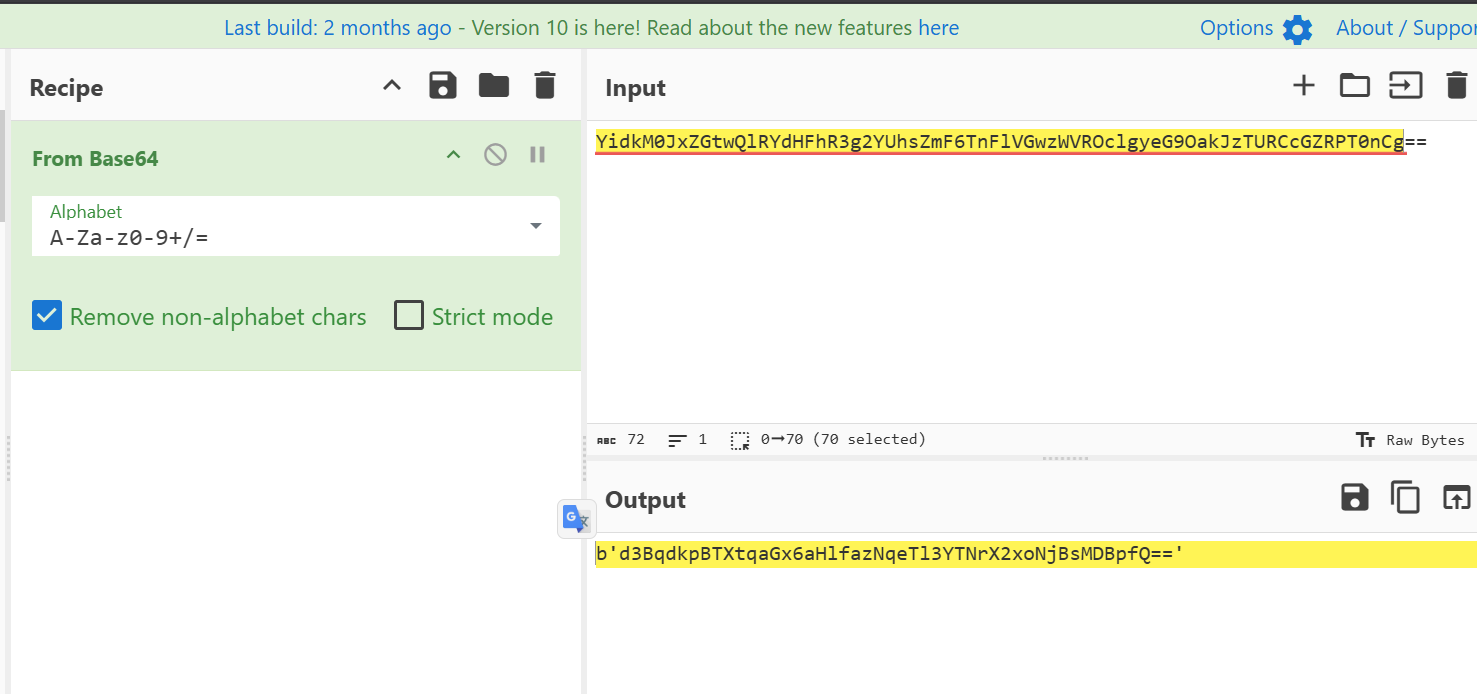 Last build: 2 months ago - Version 10 is here! Read about the new features here
Options
About / Suppor
Recipe
Input
From Base64
Alphabet
A-Za-z0-9+/=
Remove non-alphabet chars
Strict mode
YidkM0JxZGtwQlRYdHFhR3g2YUhsZmF6TnFlVGwzWVROclgyeG9OakJzTURCcGZRPT0nCg==
ABC 72
1
0→70 (70 selected)
Tт Raw Bytes
Output
b'd3BqdkpBTXtqaGx6aHlfazNqeTl3YTNrX2xoNjBsMDBpfQ=='